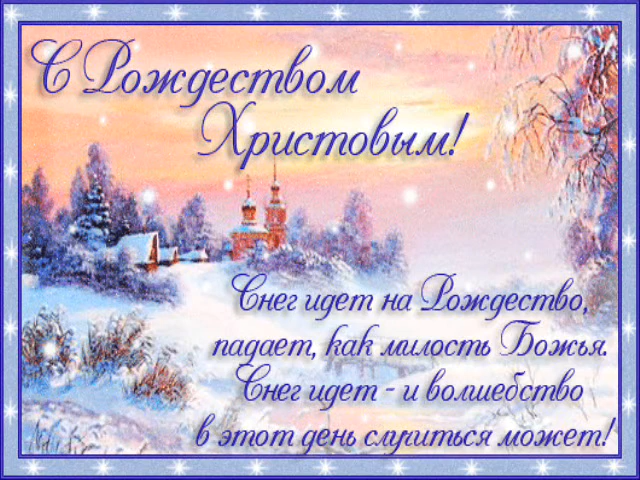 С Рождеством
Христовым!
Снег идет на Рождество,
падает, как милость Божья.
Снег идет - и волшебство
в этот день случиться может!